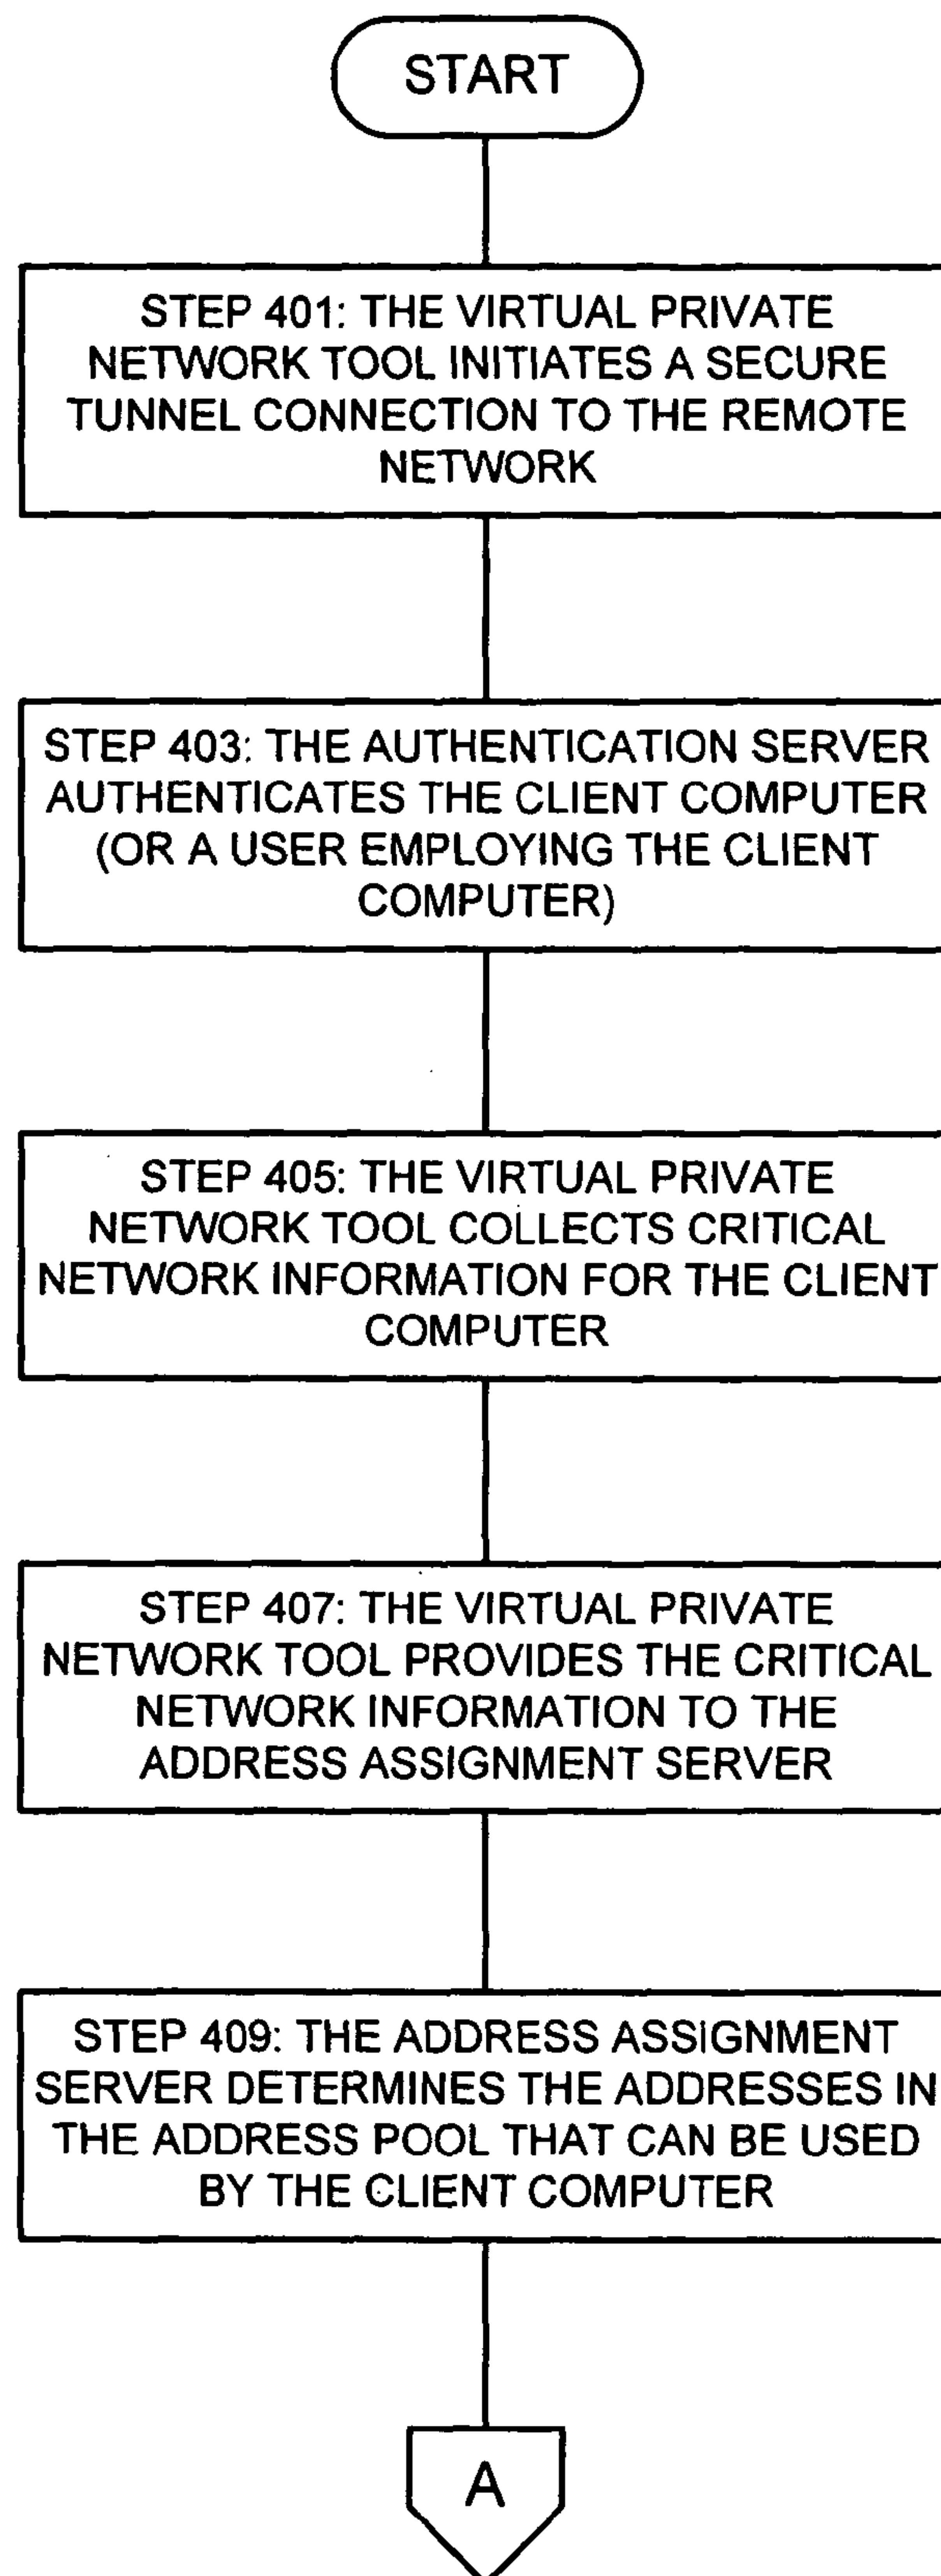 START
STEP 401: THE VIRTUAL PRIVATE
NETWORK TOOL INITIATES A SECURE
TUNNEL CONNECTION TO THE REMOTE
NETWORK
STEP 403: THE AUTHENTICATION SERVER
AUTHENTICATES THE CLIENT COMPUTER
(OR A USER EMPLOYING THE CLIENT
COMPUTER)
STEP 405: THE VIRTUAL PRIVATE
NETWORK TOOL COLLECTS CRITICAL
NETWORK INFORMATION FOR THE CLIENT
COMPUTER
STEP 407: THE VIRTUAL PRIVATE
NETWORK TOOL PROVIDES THE CRITICAL
NETWORK INFORMATION TO THE
ADDRESS ASSIGNMENT SERVER
STEP 409: THE ADDRESS ASSIGNMENT
SERVER DETERMINES THE ADDRESSES IN
THE ADDRESS POOL THAT CAN BE USED
BY THE CLIENT COMPUTER
A